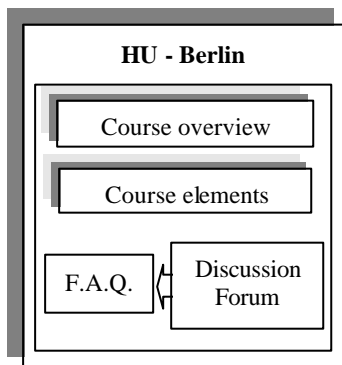 HU - Berlin
Course overview
Course elements
F.A.Q.
Discussion
Forum